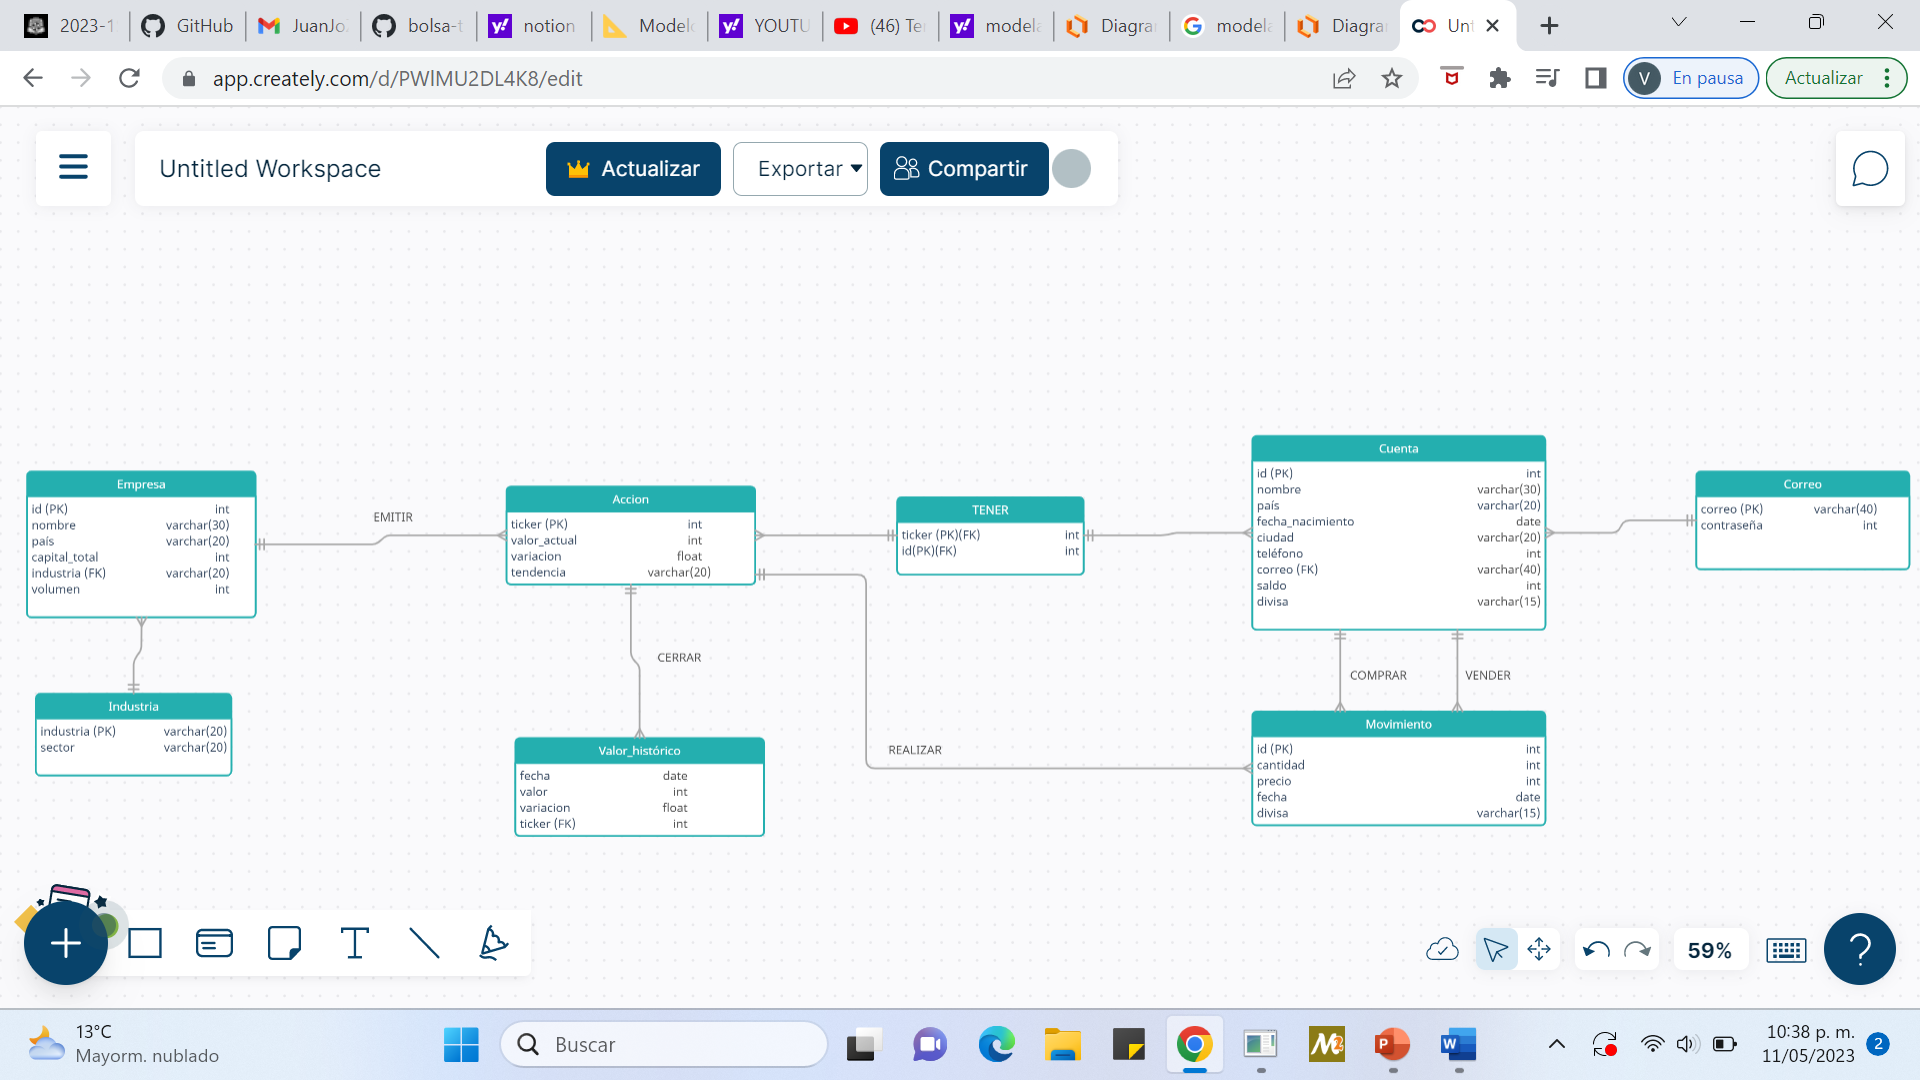 2023-1
GitHub
JuanJo
bolsa-t
notion
Modelo
YOUTU
(46) Te
modela
Diagrar
modela
Diagrar
Unt
app.creately.com/d/PWlMU2DL4K8/edit
V
En pausa
Actualizar
Untitled Workspace
Actualizar
Exportar
Compartir
Empresa
id (PK) int
nombre varchar(30)
país varchar(20)
capital_total int
industria (FK) varchar(20)
volumen int
EMITIR
Accion
ticker (PK) int
valor_actual int
variacion float
tendencia varchar(20)
TENER
ticker (PK)(FK) int
id(PK)(FK) int
Cuenta
id (PK) int
nombre varchar(30)
país varchar(20)
fecha_nacimiento date
ciudad varchar(20)
teléfono int
correo (FK) varchar(40)
saldo int
divisa varchar(15)
Correo
correo (PK) varchar(40)
contraseña int
CERRAR
COMPRAR
VENDER
Industria
industria (PK) varchar(20)
sector varchar(20)
Valor_histórico
fecha date
valor int
variacion float
ticker (FK) int
REALIZAR
Movimiento
id (PK) int
cantidad int
precio int
fecha date
divisa varchar(15)
59%
13°C
Mayorm. nublado
Buscar
10:38 p. m.
11/05/2023
2